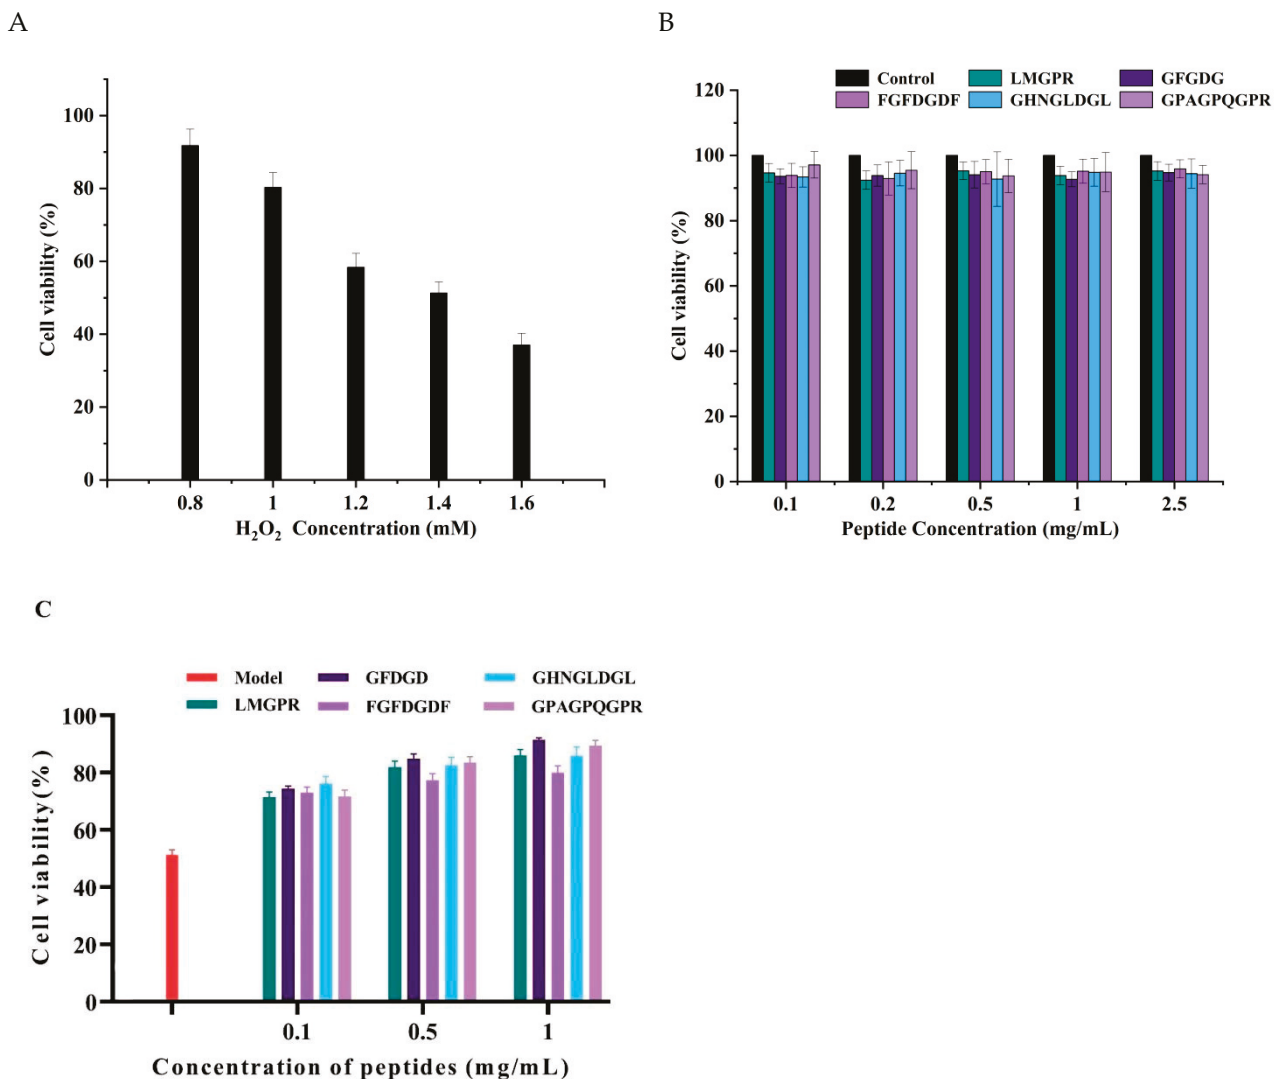 A
B
100
80
60
40
20
0
Cell viability (%)
0.8 1 1.2 1.4 1.6
H₂O₂ Concentration (mM)
Control LMGPR GFGDG
FGFDGDF GHNGLDGL GPAGPQGPR
120
100
80
60
40
20
0
Cell viability (%)
0.1 0.2 0.5 1 2.5
Peptide Concentration (mg/mL)
C
Model GFDGD GHNGLDGL
LMGPR FGFDGDF GPAGPQGPR
100
80
60
40
20
0
Cell viability(%)
0.1 0.5 1
Concentration of peptides (mg/mL)